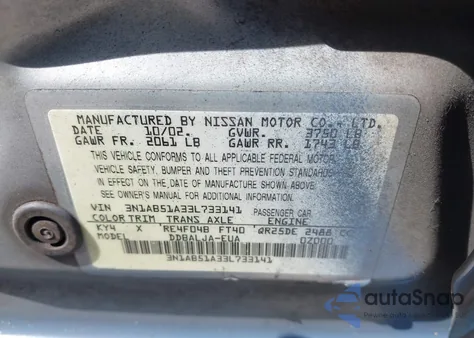 MANUFACTURED BY NISSAN MOTOR CO., LTD.
DATE 10/02. GVWR. 3750 LB
GAWR FR. 2061 LB GAWR RR. 1743 LB
THIS VEHICLE CONFORMS TO ALL APPLICABLE FEDERAL MOTOR
VEHICLE SAFETY, BUMPER, AND THEFT PREVENTION STANDARDS
IN EFFECT ON THE DATE OF MANUFACTURE SHOWN ABOVE.
SEE OWNER'S MANUAL FOR ADDITIONAL INFORMATION
VIN 3N1AB51A33L733141 PASSENGER CAR
COLOR TRIM TRANS AXLE ENGINE
KY4 X RE4F04B FT40 QR25DE 2488 CC
MODEL DDBALJA-EUA 0Z000
3N1AB51A33L733141
autoSnap